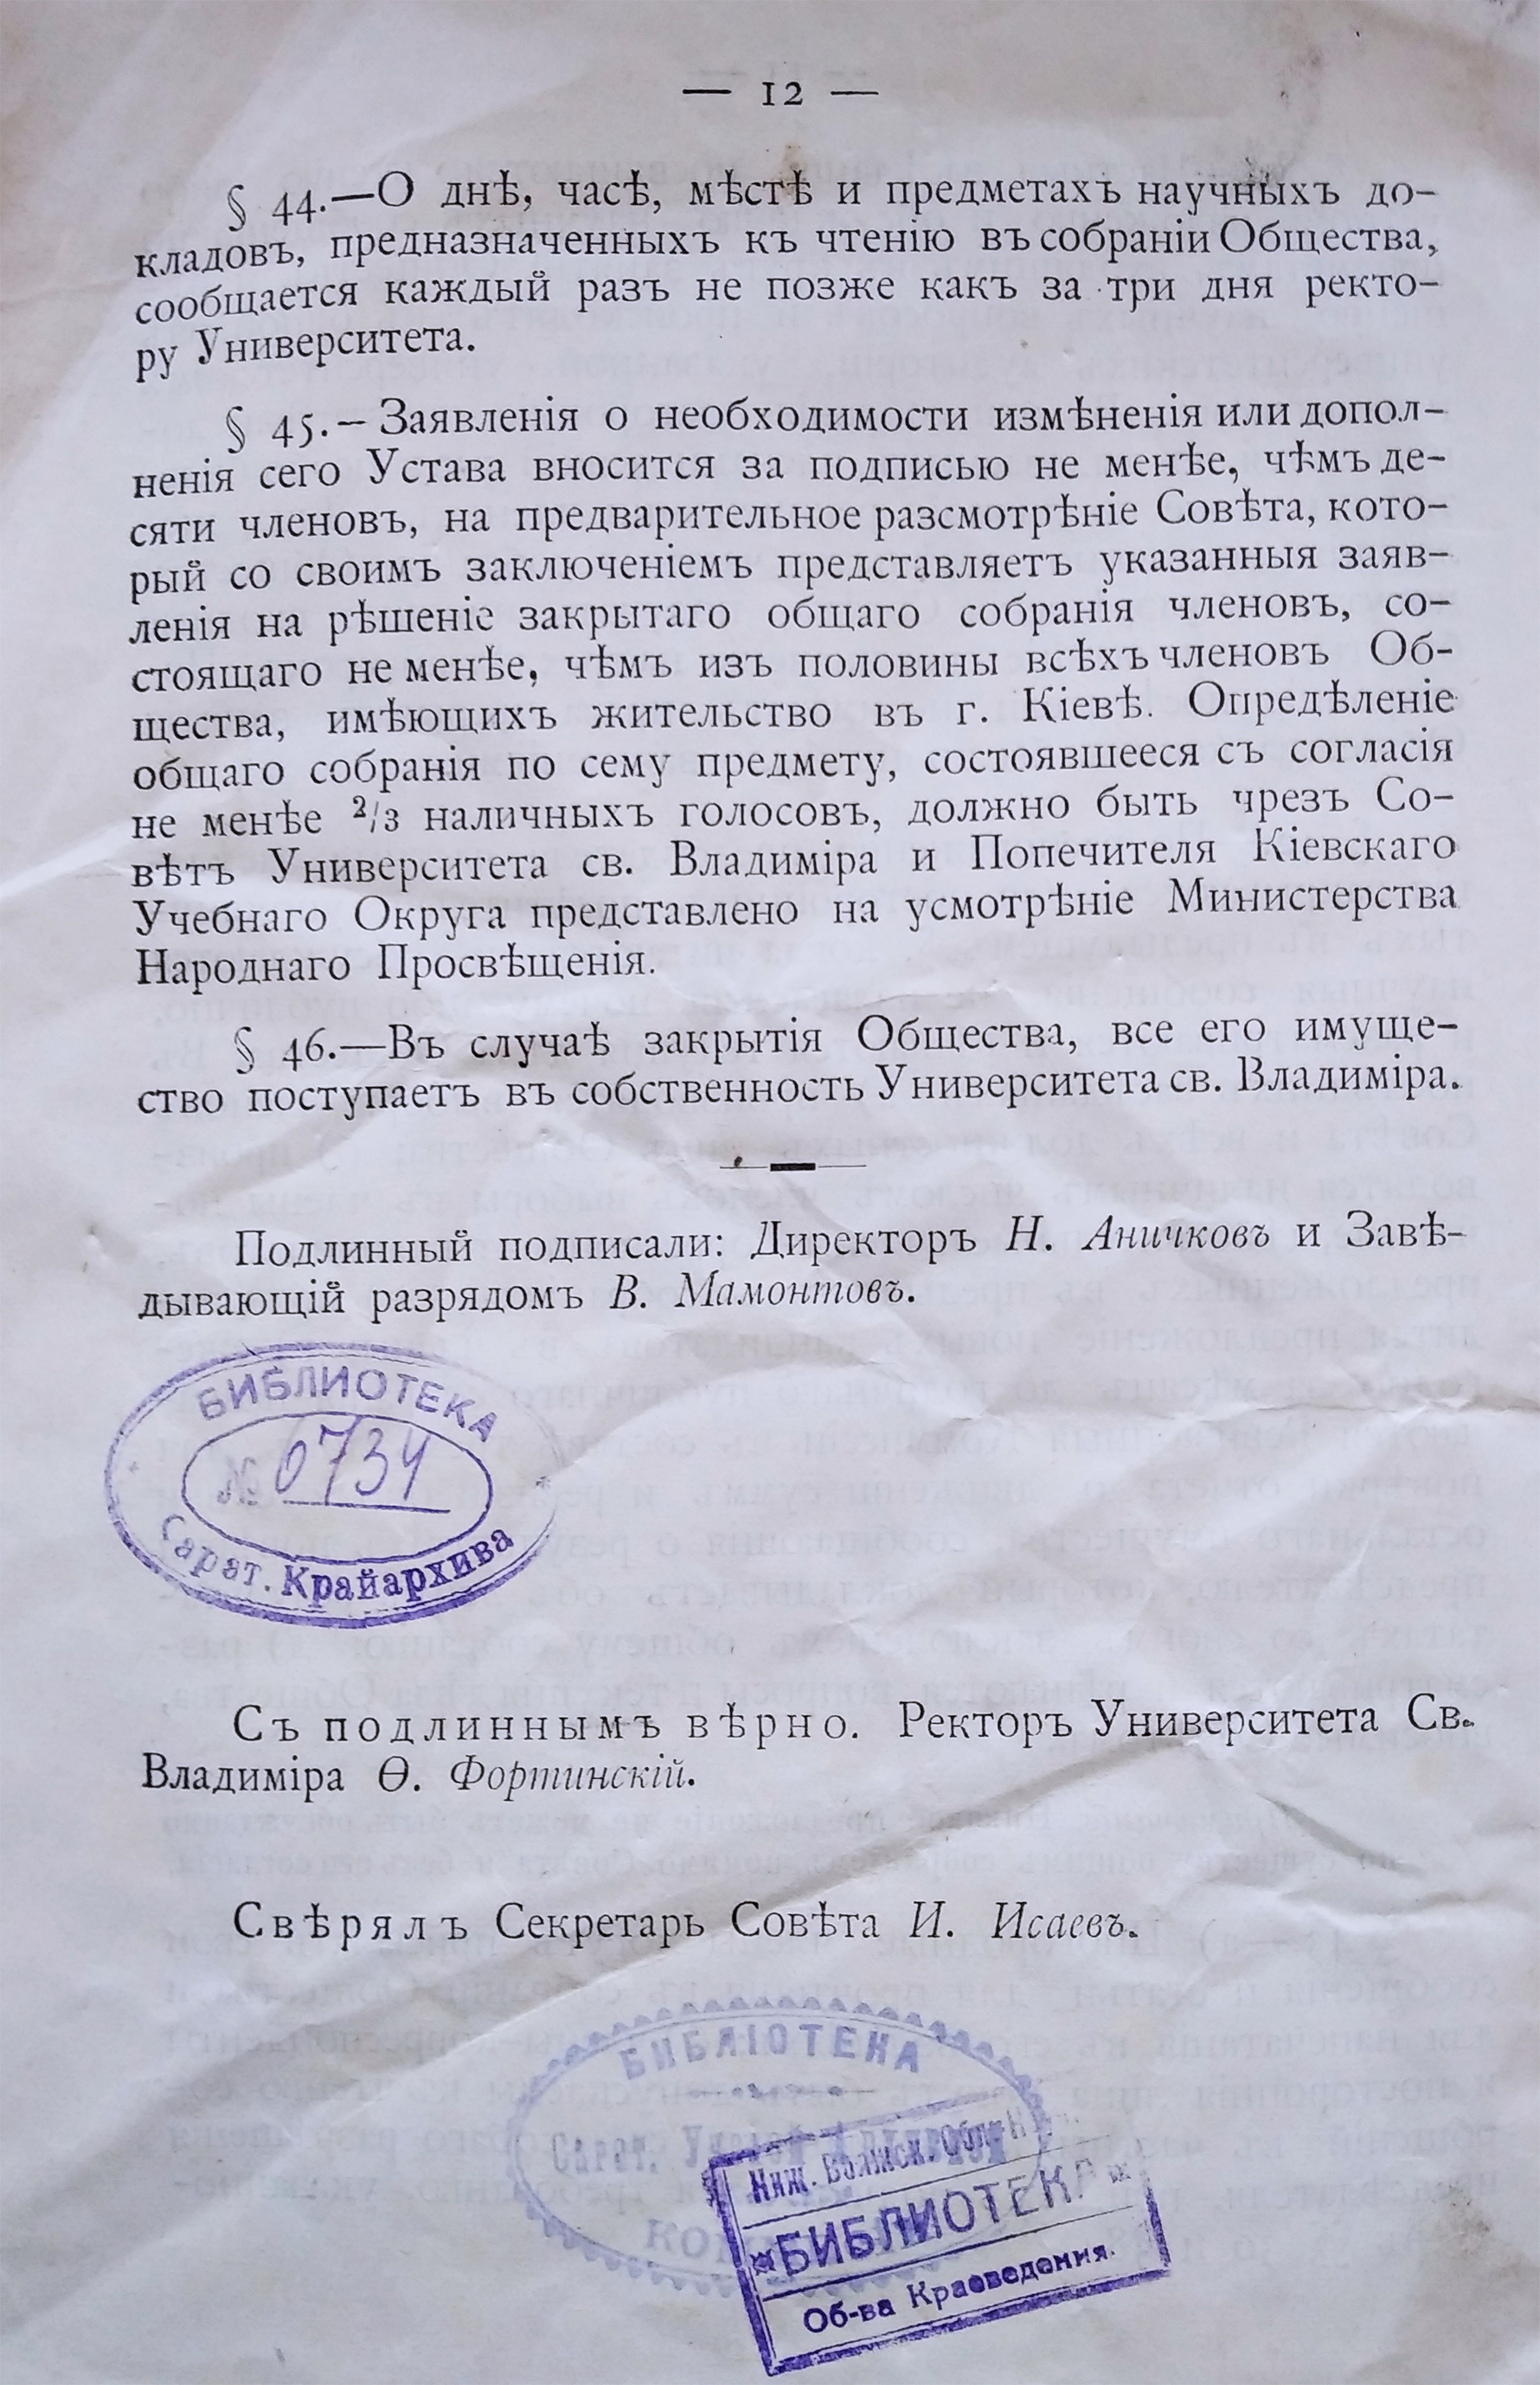 — 12 —
§ 44.—О днѣ, часѣ, мѣстѣ и предметахъ научныхъ до-
кладовъ, предназначенныхъ къ чтенію въ собраніи Общества,
сообщается каждый разъ не позже какъ за три дня ректо-
ру Университета.
§ 45.—Заявленія о необходимости измѣненія или допол-
ненія сего Устава вносится за подписью не менѣе, чѣмъ де-
сяти членовъ, на предварительное разсмотрѣніе Совѣта, кото-
рый со своимъ заключеніемъ представляетъ указанныя заяв-
ленія на рѣшеніе закрытаго общаго собранія членовъ, со-
стоящаго не менѣе, чѣмъ изъ половины всѣхъ членовъ Об-
щества, имѣющихъ жительство въ г. Кіевѣ. Опредѣленіе
общаго собранія по сему предмету, состоявшееся съ согласія
не менѣе 2/3 наличныхъ голосовъ, должно быть чрезъ Со-
вѣтъ Университета св. Владиміра и Попечителя Кіевскаго
Учебнаго Округа представлено на усмотрѣніе Министерства
Народнаго Просвѣщенія.
§ 46.—Въ случаѣ закрытія Общества, все его имуще-
ство поступаетъ въ собственность Университета св. Владиміра.
Подлинный подписали: Директоръ Н. Аничковъ и Завѣ-
дывающій разрядомъ В. Мамонтовъ.
БИБЛИОТЕКА
№ 0734
Сарат. Крайархива
Съ подлиннымъ вѣрно. Ректоръ Университета Св.
Владиміра Ѳ. Фортинскій.
Свѣрялъ Секретарь Совѣта И. Исаевъ.
БИБЛІОТЕКА
Сарат. Ученой
Ниж. Волжск. Обл.
БИБЛИОТЕКА
Об-ва Краеведения.